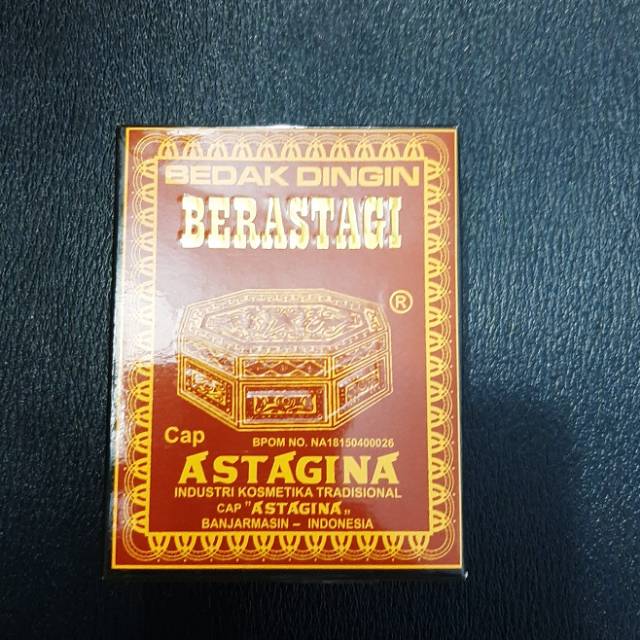 BEDAK DINGIN
BERASTAGI
®
Cap
BPOM NO. NA18150400026
ASTAGINA
INDUSTRI KOSMETIKA TRADISIONAL
CAP "ASTAGINA„
BANJARMASIN – INDONESIA